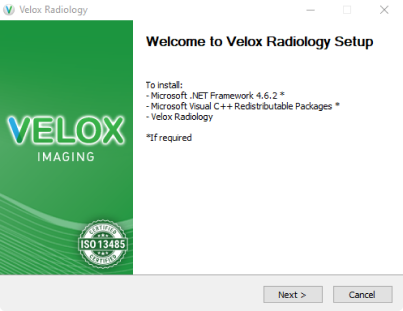 Velox Radiology
Welcome to Velox Radiology Setup
To install:
- Microsoft .NET Framework 4.6.2 *
- Microsoft Visual C++ Redistributable Packages *
- Velox Radiology
*If required
VELOX
IMAGING
CERTIFIED
ISO 13485
CERTIFIED
Next >
Cancel